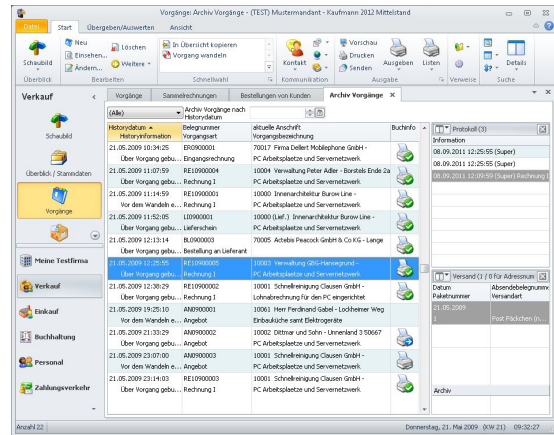 Vorgänge: Archiv Vorgänge - (TEST) Mustermandant - Kaufmann 2012 Mittelstand
Datei Start Übergeben/Auswerten Ansicht
Schaubild
Neu
Einsehen...
Ändern...
Löschen
Weitere
In Übersicht kopieren
Vorgang wandeln
Kontakt
Vorschau
Drucken
Senden
Ausgeben
Listen
Details
Überblick Bearbeiten Schnellwahl Kommunikation Ausgabe Verweise Suche
Verkauf
Vorgänge Sammelrechnungen Bestellungen von Kunden Archiv Vorgänge
Schaubild
Überblick / Stammdaten
Vorgänge
Meine Testfirma
Verkauf
Einkauf
Buchhaltung
Personal
Zahlungsverkehr
(Alle) Archiv Vorgänge nach Historydatum
Historydatum Belegnummer aktuelle Anschrift Buchinfo
Historyinformation Vorgangsart Vorgangsbezeichnung
21.05.2009 10:34:25 ER0900001 70017 Firma Dellert Mobilephone GmbH -
Über Vorgang gebu... Eingangsrechnung PC Arbeitsplaetze und Servernetzwerk
21.05.2009 11:07:59 RE10900004 10004 Verwaltung Peter Adler - Borstels Ende 2a
Über Vorgang gebu... Rechnung I PC Arbeitsplaetze und Servernetzwerk
21.05.2009 11:14:59 RE10900001 10000 Innenarchitektur Burow Line -
Vor dem Wandeln e... Rechnung I PC Arbeitsplaetze und Servernetzwerk
21.05.2009 11:52:05 LI0900001 10000 (Lief.) Innenarchitektur Burow Line -
Über Vorgang gebu... Lieferschein PC Arbeitsplaetze und Servernetzwerk
21.05.2009 12:13:14 BL0900003 70005 Actebis Peacock GmbH & Co KG - Lange
Über Vorgang gebu... Bestellung an Lieferant PC Arbeitsplaetze und Servernetzwerk
21.05.2009 12:25:55 RE10900005 10003 Verwaltung GBG-Hanvegrund -
Über Vorgang gebu... Rechnung I PC Arbeitsplaetze und Servernetzwerk
21.05.2009 12:38:29 RE10900002 10001 Schnellreinigung Clausen GmbH -
Über Vorgang gebu... Rechnung I Lohnabrechnung für den PC eingerichtet
21.05.2009 19:25:10 AN0900001 10061 Herr Ferdinand Gabel - Lockheimer Weg
Vor dem Wandeln e... Angebot Einbauküche samt Elektrogeräte
21.05.2009 21:33:29 AN0900002 10002 Dittmar und Sohn - Unnenland 3 50667
Über Vorgang gebu... Angebot PC Arbeitsplaetze und Servernetzwerk
21.05.2009 23:07:00 AN0900003 10001 Schnellreinigung Clausen GmbH -
Vor dem Wandeln e... Angebot PC Arbeitsplaetze und Servernetzwerk
21.05.2009 23:14:03 RE10900003 10001 Schnellreinigung Clausen GmbH -
Über Vorgang gebu... Rechnung I PC Arbeitsplaetze und Servernetzwerk
Protokoll (3)
Information
08.09.2011 12:25:55 (Super)
08.09.2011 12:25:55 (Super)
08.09.2011 12:09:59 (Super) Rechnung I
Versand (1 / 0 für Adressnum
Datum Absendebelegnumme
Paketnummer Versandart
21.05.2009
1 Post Päckchen (n...
Archiv
Anzahl 22 Donnerstag, 21. Mai 2009 (KW 21) 09:32:27